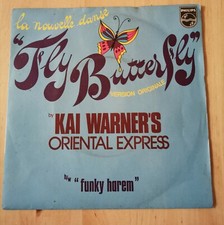 PHILIPS
la nouvelle danse
"Fly Butterfly"
VERSION ORIGINALE
by
KAI WARNER'S
ORIENTAL EXPRESS
b/w "funky harem"